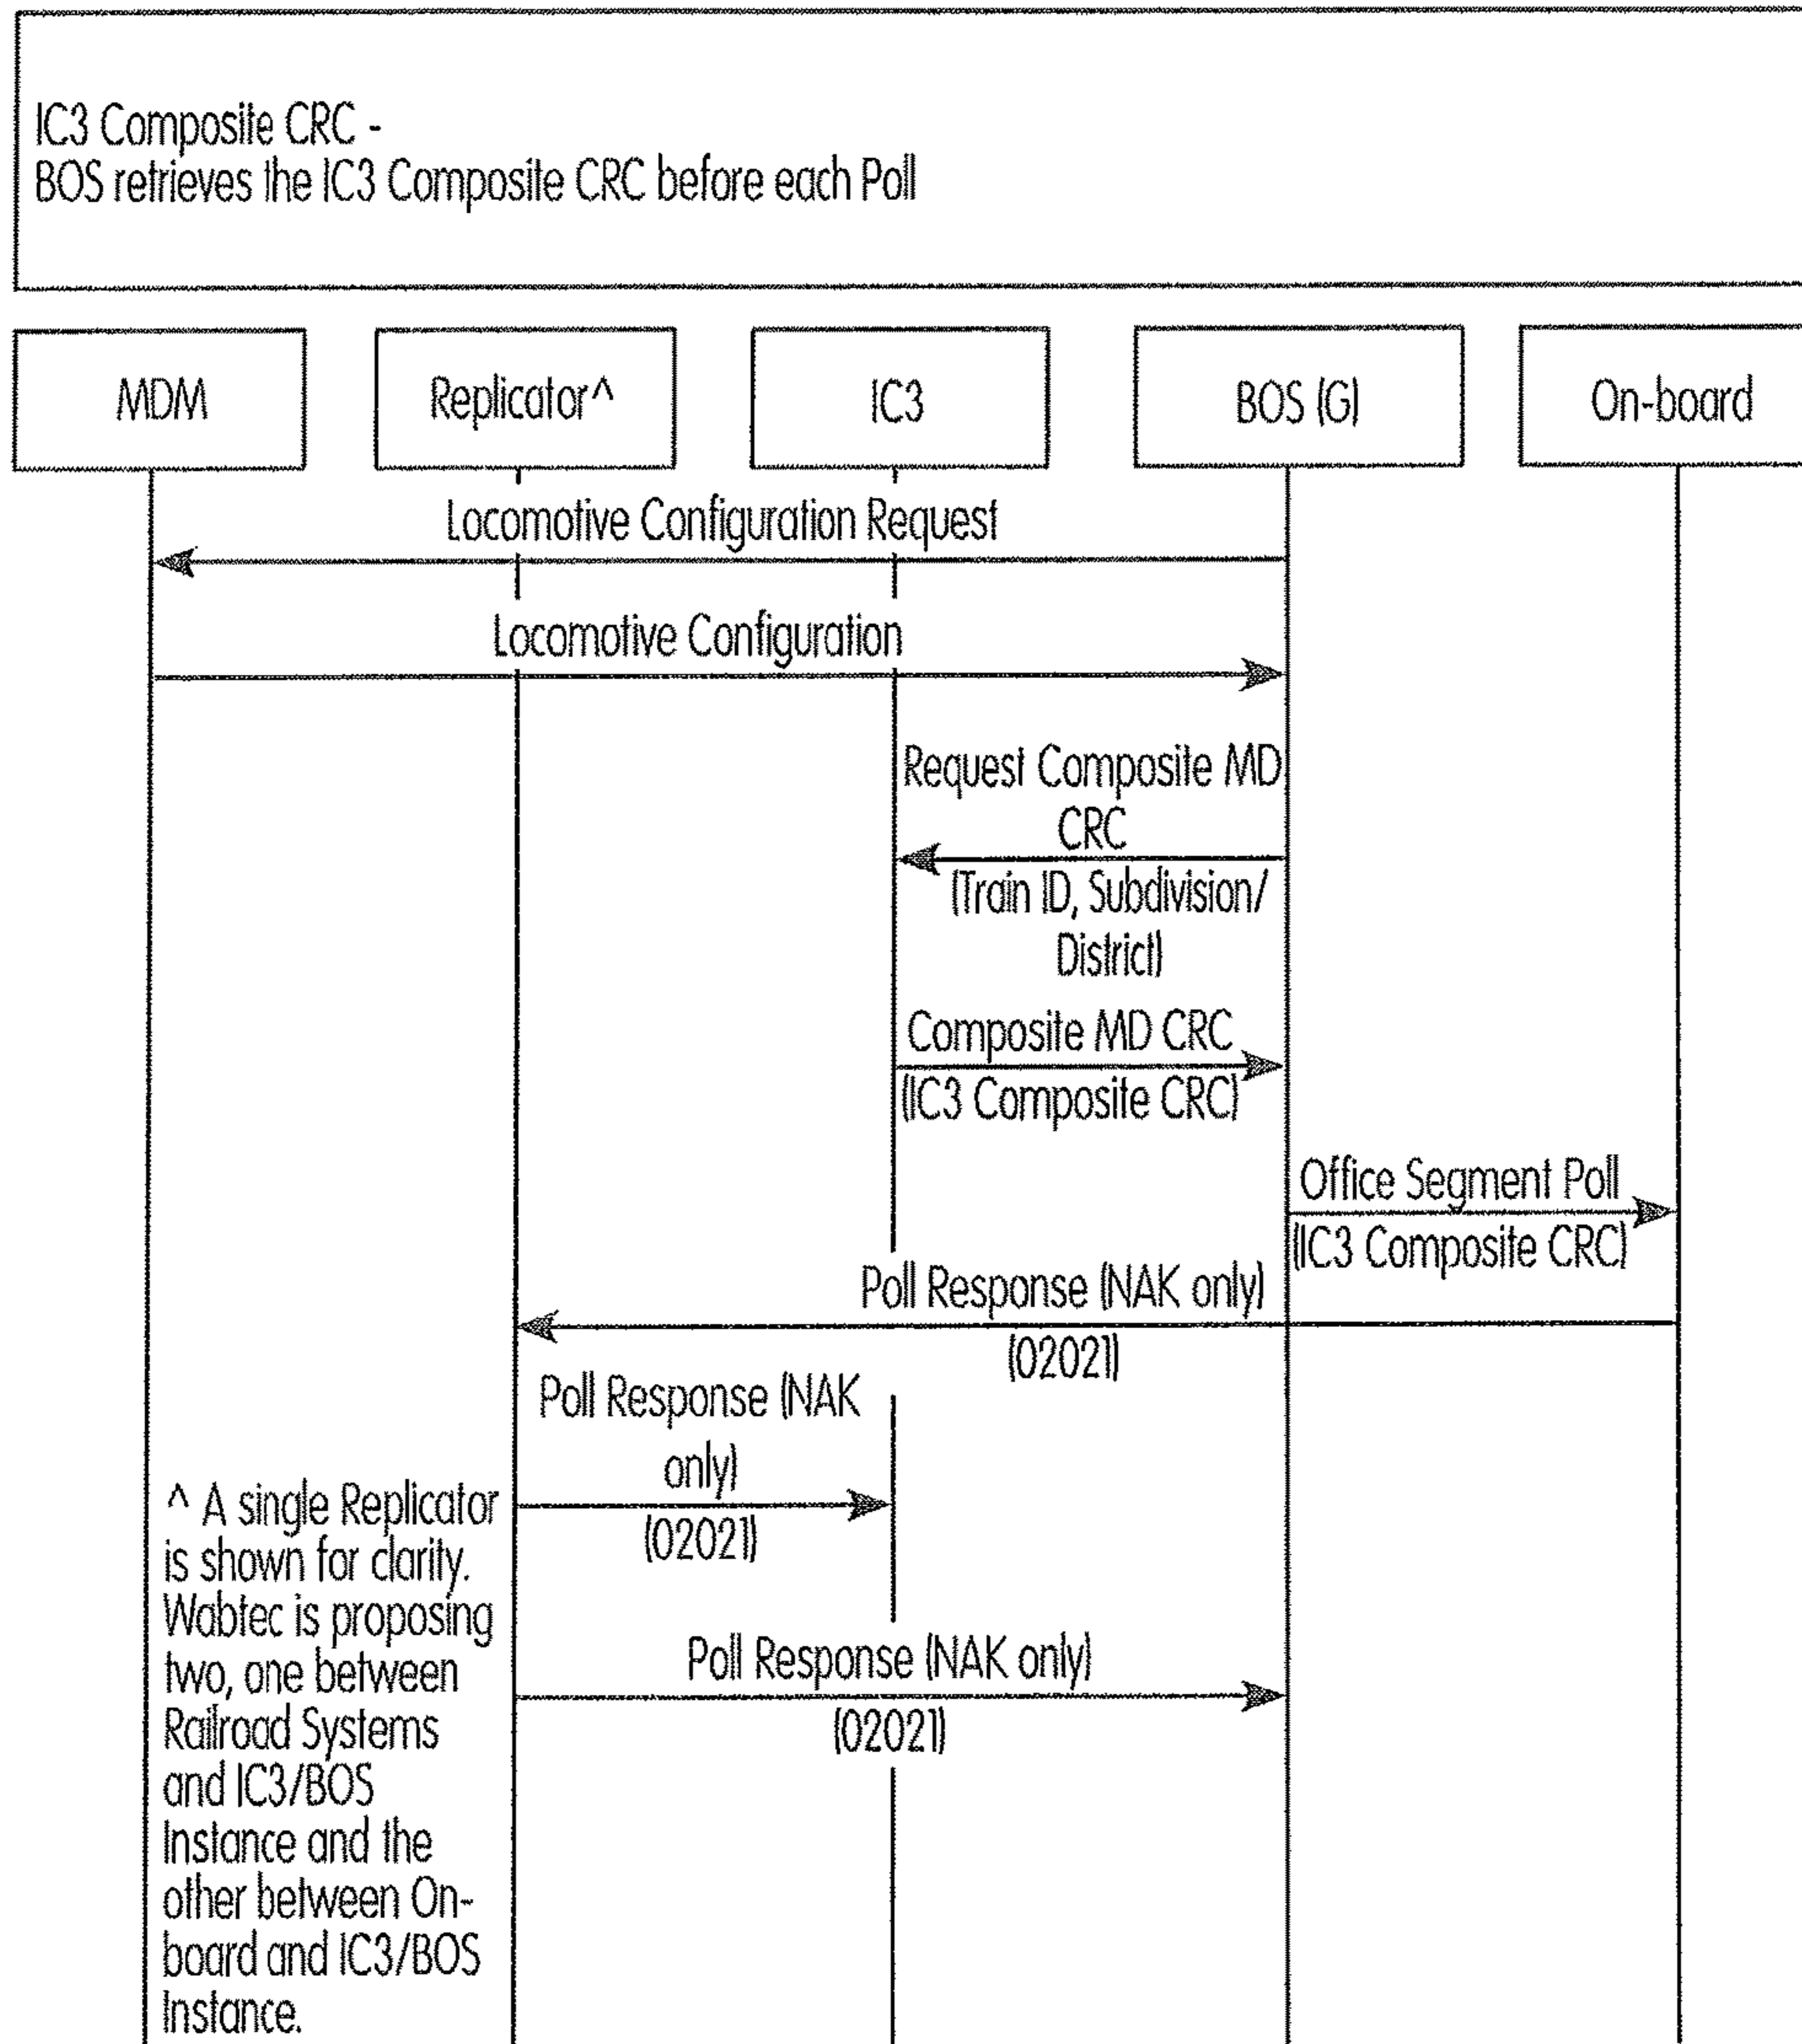 IC3 Composite CRC -
BOS retrieves the IC3 Composite CRC before each Poll
MDM
Replicator^
IC3
BOS (G)
On-board
Locomotive Configuration Request
Locomotive Configuration
Request Composite MD
CRC
(Train ID, Subdivision/
District)
Composite MD CRC
(IC3 Composite CRC)
Office Segment Poll
(IC3 Composite CRC)
Poll Response (NAK only)
(02021)
Poll Response (NAK
only)
(02021)
Poll Response (NAK only)
(02021)
^ A single Replicator
is shown for clarity.
Wabtec is proposing
two, one between
Railroad Systems
and IC3/BOS
Instance and the
other between On-
board and IC3/BOS
Instance.